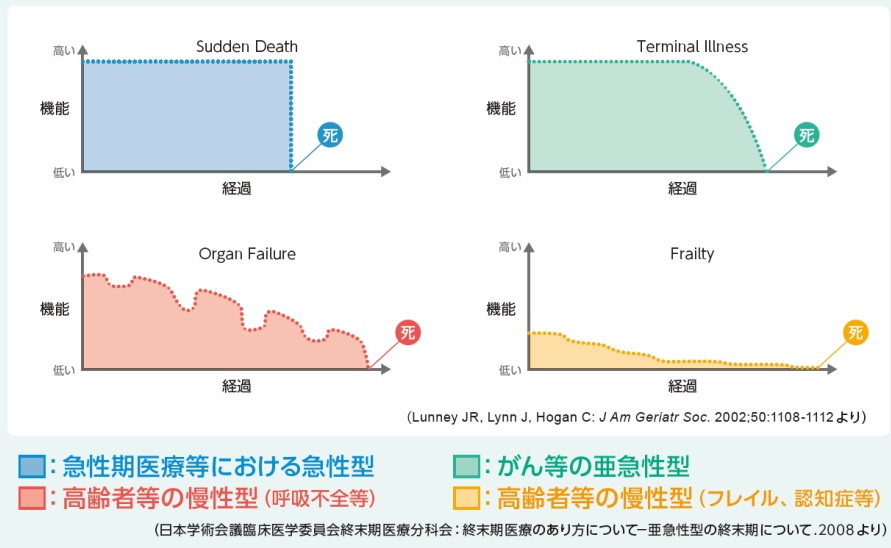 Sudden Death
高い
機能
死
低い
経過
Terminal Illness
高い
機能
死
低い
経過
Organ Failure
高い
機能
死
低い
経過
Frailty
高い
機能
死
低い
経過
(Lunney JR, Lynn J, Hogan C: J Am Geriatr Soc. 2002;50:1108-1112より)
：急性期医療等における急性型
：がん等の亜急性型
：高齢者等の慢性型（呼吸不全等）
：高齢者等の慢性型（フレイル、認知症等）
(日本学術会議臨床医学委員会終末期医療分科会：終末期医療のあり方について−亜急性型の終末期について.2008より)